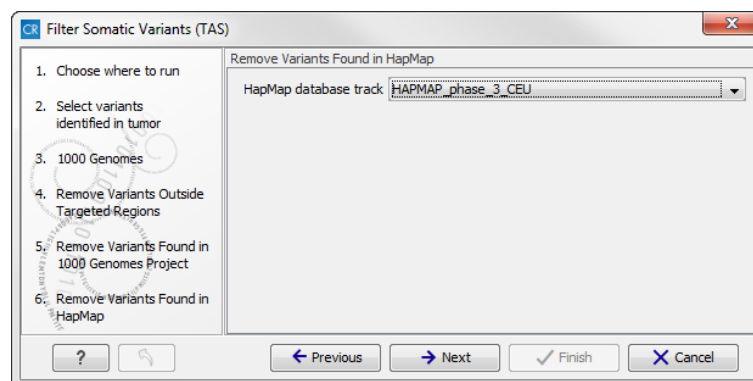 CR Filter Somatic Variants (TAS)
X
Remove Variants Found in HapMap
1. Choose where to run
HapMap database track HAPMAP_phase_3_CEU
2. Select variants
identified in tumor
3. 1000 Genomes
4. Remove Variants Outside
Targeted Regions
5. Remove Variants Found in
1000 Genomes Project
6. Remove Variants Found in
HapMap
?
Previous
Next
Finish
Cancel